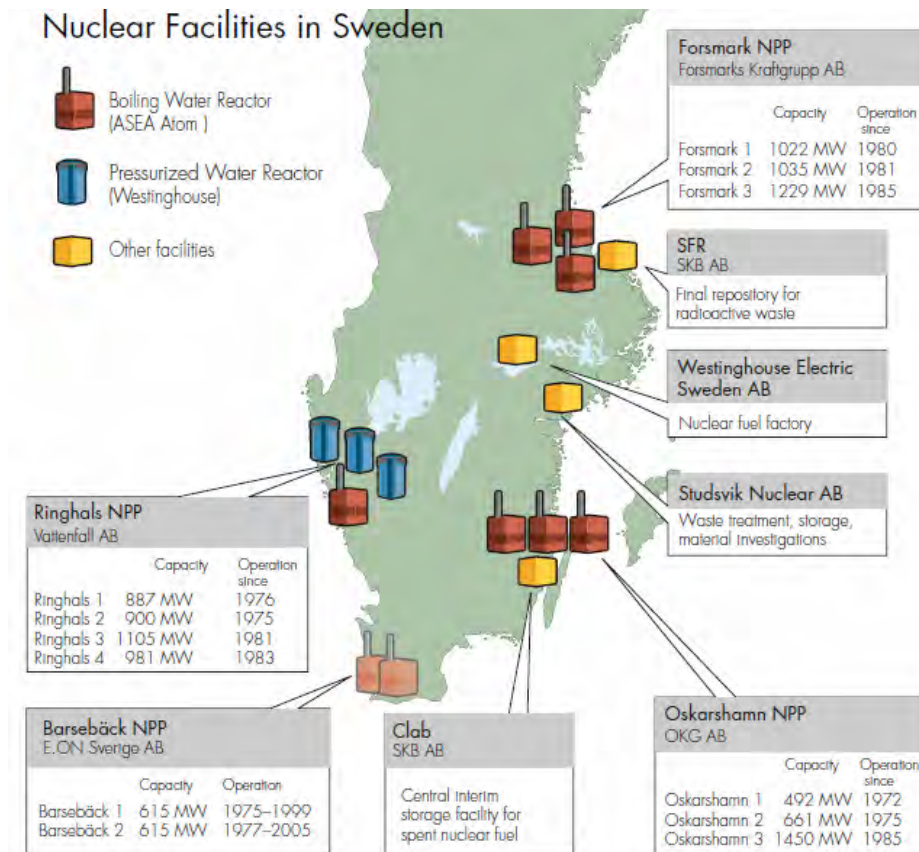 Nuclear Facilities in Sweden
Boiling Water Reactor
(ASEA Atom )
Pressurized Water Reactor
(Westinghouse)
Other facilities
Forsmark NPP
Forsmarks Kraftgrupp AB
Capacity Operation
since
Forsmark 1 1022 MW 1980
Forsmark 2 1035 MW 1981
Forsmark 3 1229 MW 1985
SFR
SKB AB
Final repository for
radioactive waste
Westinghouse Electric
Sweden AB
Nuclear fuel factory
Studsvik Nuclear AB
Waste treatment, storage,
material investigations
Ringhals NPP
Vattenfall AB
Capacity Operation
since
Ringhals 1 887 MW 1976
Ringhals 2 900 MW 1975
Ringhals 3 1105 MW 1981
Ringhals 4 981 MW 1983
Barsebäck NPP
E.ON Sverige AB
Capacity Operation
Barsebäck 1 615 MW 1975–1999
Barsebäck 2 615 MW 1977–2005
Clab
SKB AB
Central interim
storage facility for
spent nuclear fuel
Oskarshamn NPP
OKG AB
Capacity Operation
since
Oskarshamn 1 492 MW 1972
Oskarshamn 2 661 MW 1975
Oskarshamn 3 1450 MW 1985